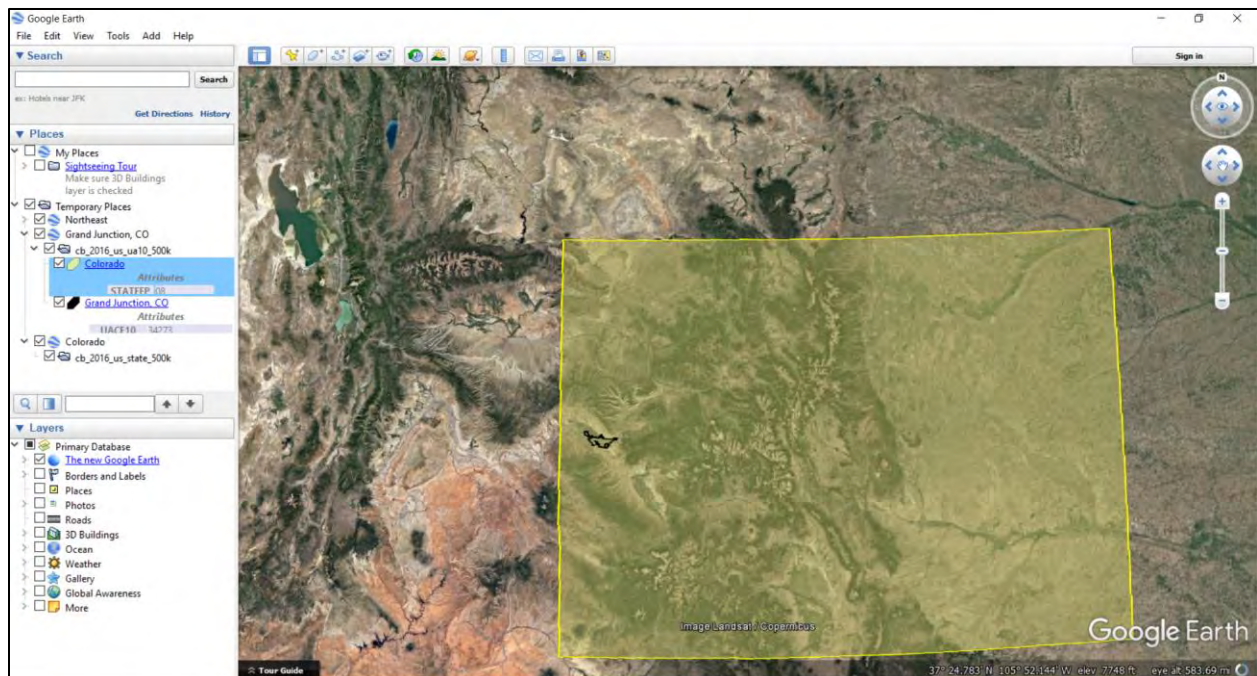 Google Earth
File Edit View Tools Add Help
Search
Search
ex: Hotels near JFK
Get Directions History
Places
My Places
Sightseeing Tour
Make sure 3D Buildings
layer is checked
Temporary Places
Northeast
Grand Junction, CO
cb_2016_us_ua10_500k
Colorado
Attributes
STATEFP 08
Grand Junction, CO
Attributes
UACE10 34273
Colorado
cb_2016_us_state_500k
Layers
Primary Database
The new Google Earth
Borders and Labels
Places
Photos
Roads
3D Buildings
Ocean
Weather
Gallery
Global Awareness
More
Sign in
N
Image Landsat / Copernicus
Google Earth
Tour Guide
37° 24.783' N 105° 52.144' W elev 7748 ft eye alt 583.69 mi